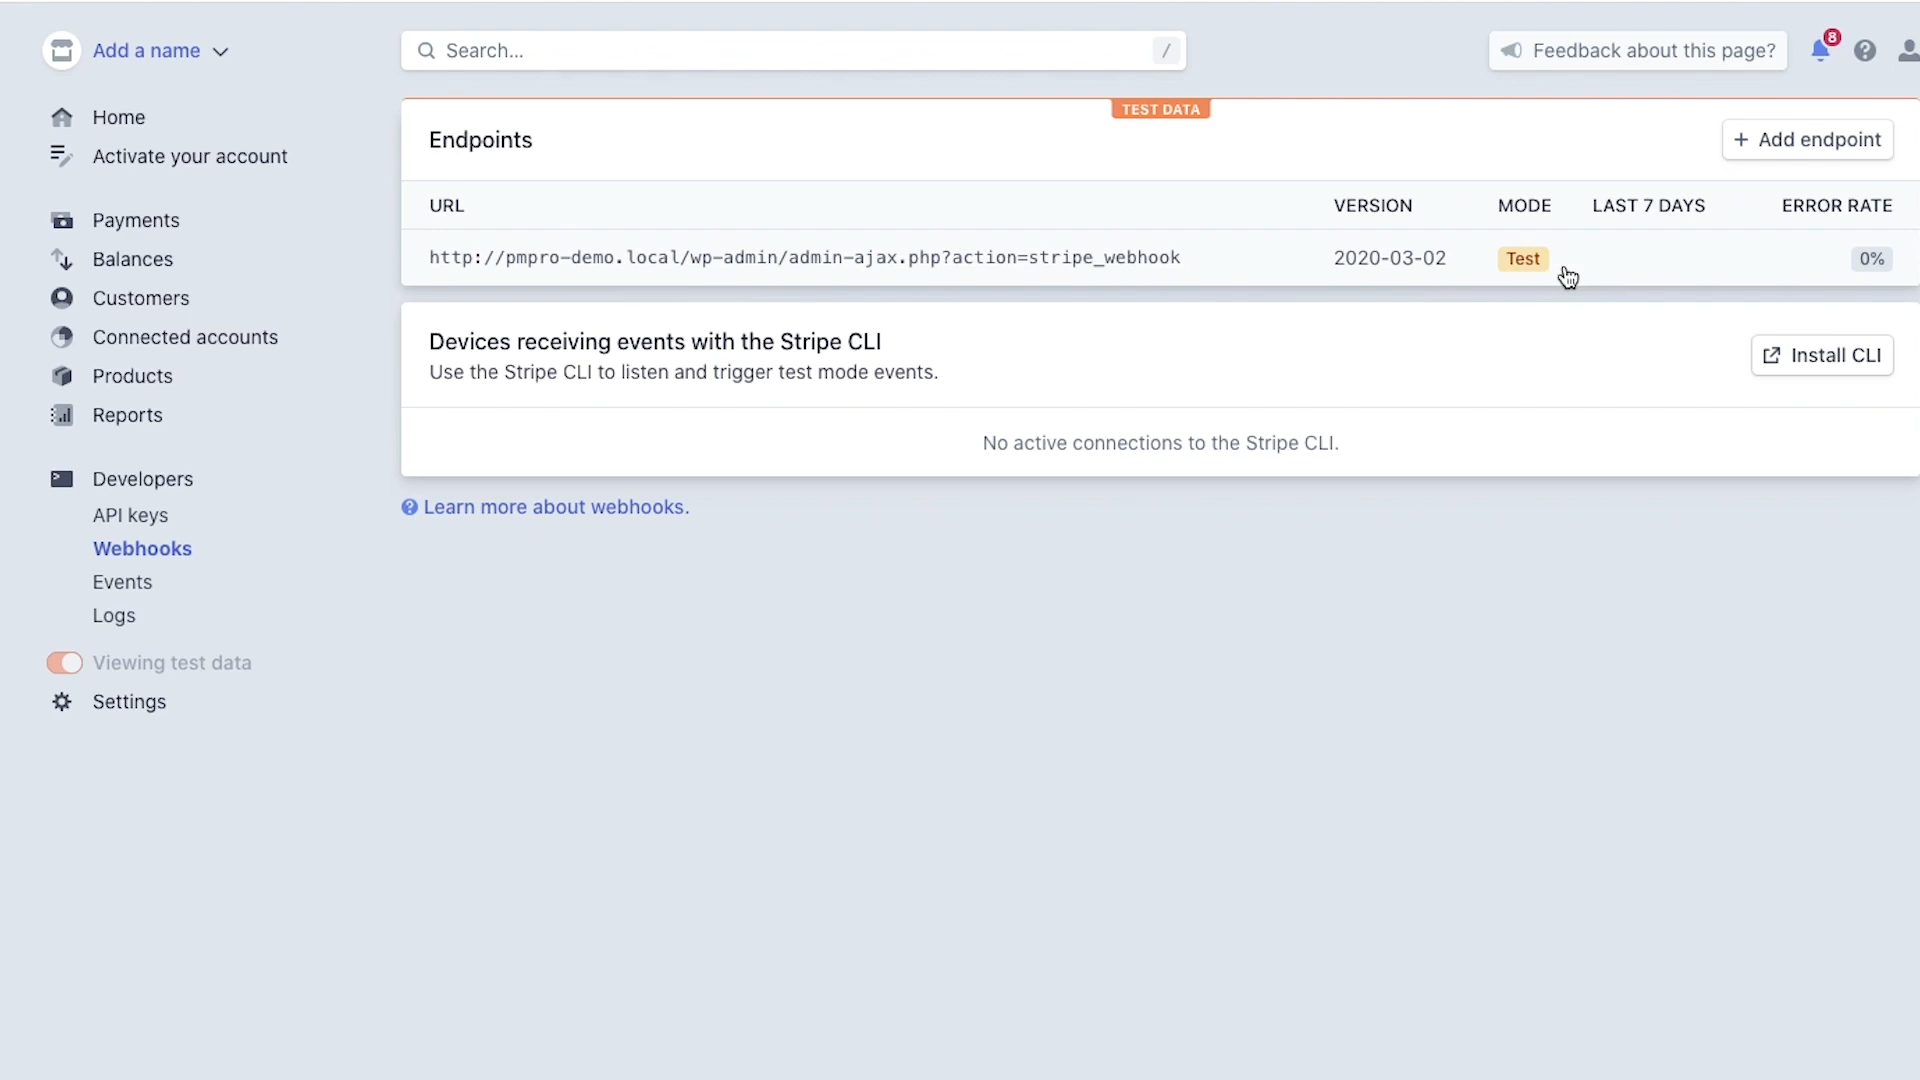 Add a name
Search...
/
Feedback about this page?
8
Home
Activate your account
Payments
Balances
Customers
Connected accounts
Products
Reports
Developers
API keys
Webhooks
Events
Logs
Viewing test data
Settings
TEST DATA
Endpoints
+ Add endpoint
URL VERSION MODE LAST 7 DAYS ERROR RATE
http://pmpro-demo.local/wp-admin/admin-ajax.php?action=stripe_webhook 2020-03-02 Test 0%
Devices receiving events with the Stripe CLI
Use the Stripe CLI to listen and trigger test mode events.
Install CLI
No active connections to the Stripe CLI.
Learn more about webhooks.